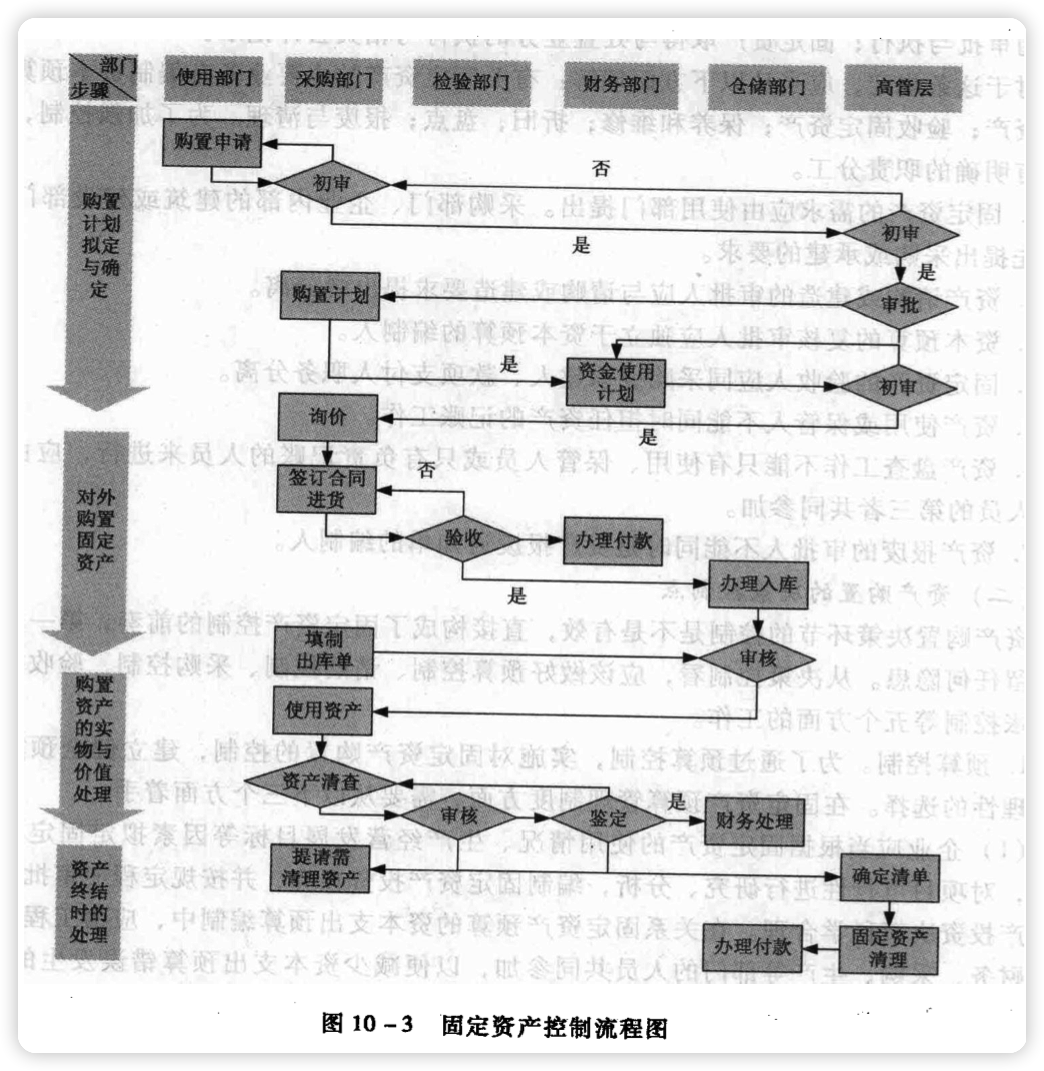 部门
步骤
使用部门
采购部门
检验部门
财务部门
仓储部门
高管层
购置
计划
拟定
与确
定
购置申请
初审
否
初审
是
是
购置计划
审批
是
资金使用
计划
初审
询价
是
对外
购置
固定
资产
签订合同
进货
否
验收
办理付款
办理入库
是
填制
出库单
审核
购置
资产
的实
物与
价值
处理
使用资产
资产清查
审核
鉴定
是
财务处理
资产
终结
时的
处理
提请需
清理资产
确定清单
办理付款
固定资产
清理
图 10-3 固定资产控制流程图